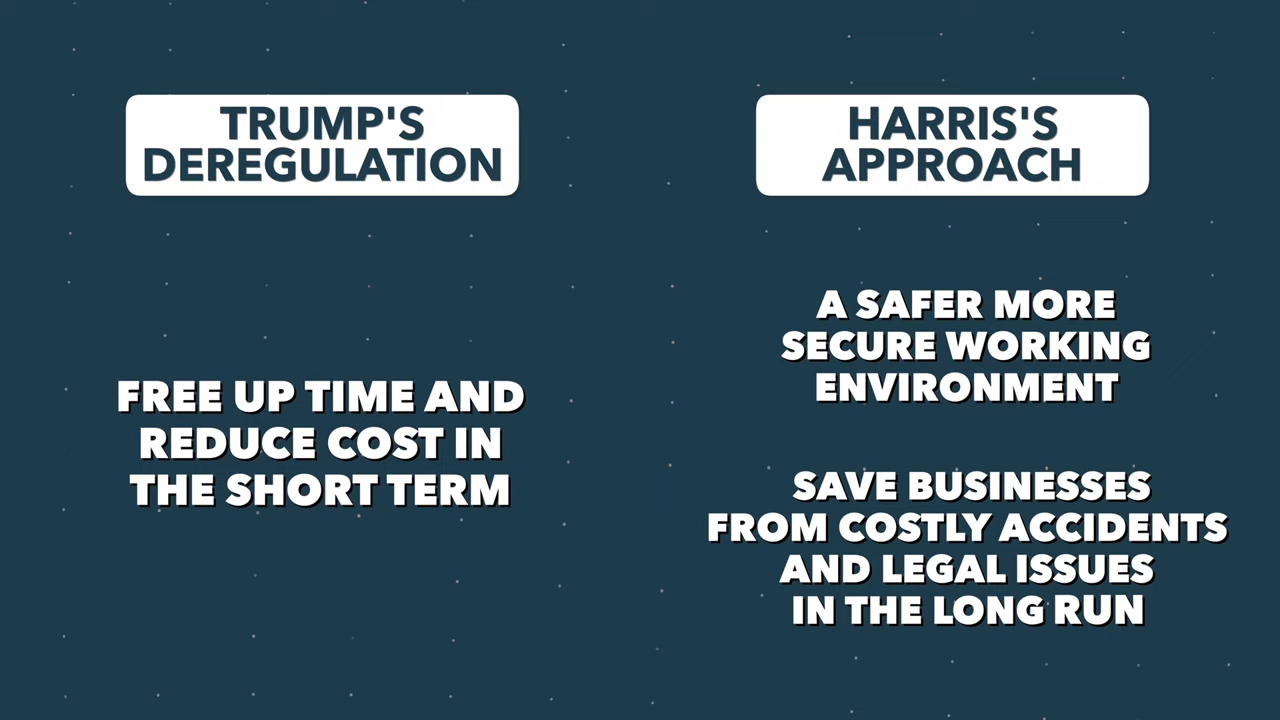 TRUMP'S
DEREGULATION
FREE UP TIME AND
REDUCE COST IN
THE SHORT TERM
HARRIS'S
APPROACH
A SAFER MORE
SECURE WORKING
ENVIRONMENT
SAVE BUSINESSES
FROM COSTLY ACCIDENTS
AND LEGAL ISSUES
IN THE LONG RUN